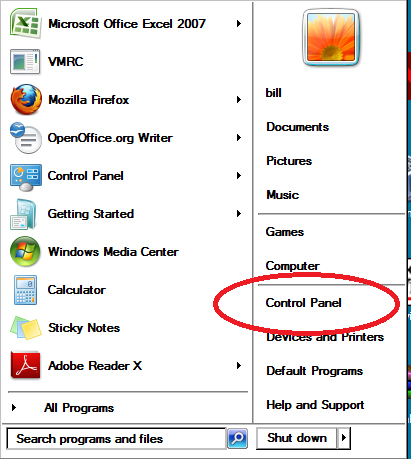 Microsoft Office Excel 2007
VMRC
Mozilla Firefox
OpenOffice.org Writer
Control Panel
Getting Started
Windows Media Center
Calculator
Sticky Notes
Adobe Reader X
All Programs
Search programs and files
bill
Documents
Pictures
Music
Games
Computer
Control Panel
Devices and Printers
Default Programs
Help and Support
Shut down